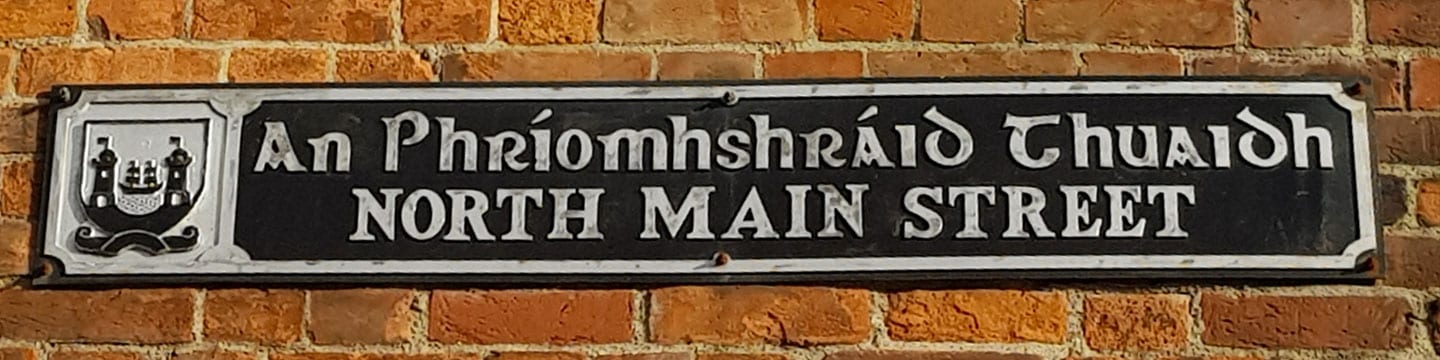 An Phríomhshráid Thuaidh
NORTH MAIN STREET